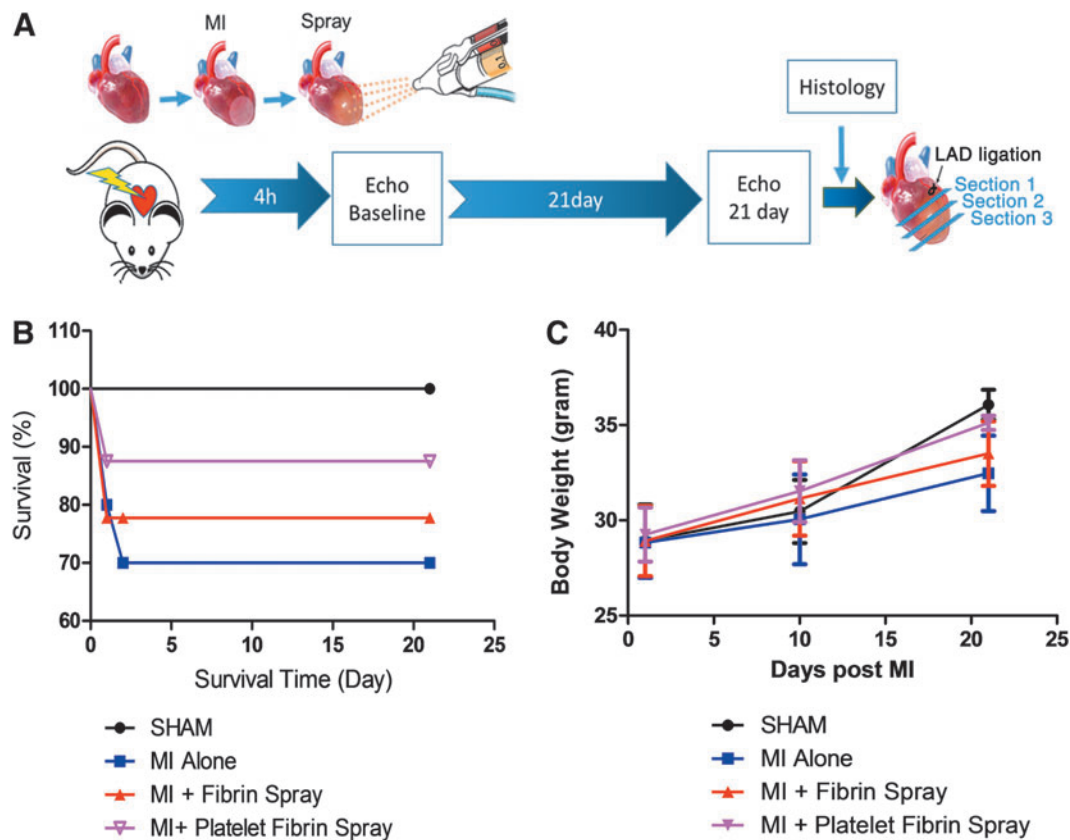 A
MI
Spray
0.1
Histology
LAD ligation
Section 1
Section 2
Section 3
4h
Echo
Baseline
21day
Echo
21 day
B
110
100
90
80
70
60
0
5
10
15
20
25
Survival (%)
Survival Time (Day)
SHAM
MI Alone
MI + Fibrin Spray
MI+ Platelet Fibrin Spray
C
40
35
30
25
0
5
10
15
20
25
Body Weight (gram)
Days post MI
SHAM
MI Alone
MI + Fibrin Spray
MI + Platelet Fibrin Spray